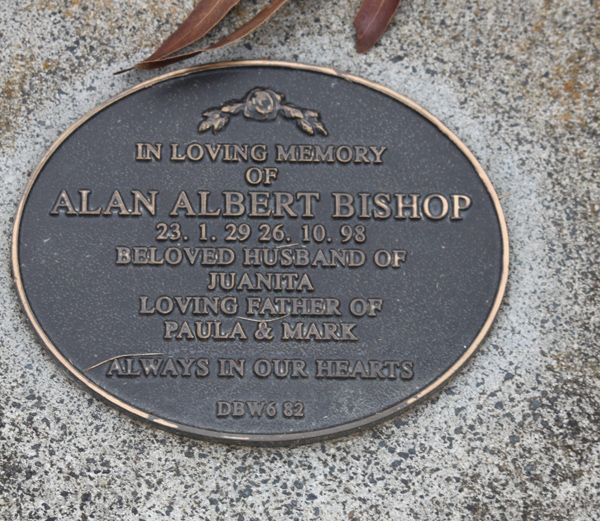 IN LOVING MEMORY
OF
ALAN ALBERT BISHOP
23. 1. 29 26. 10. 98
BELOVED HUSBAND OF
JUANITA
LOVING FATHER OF
PAULA & MARK
ALWAYS IN OUR HEARTS
DBW6 82